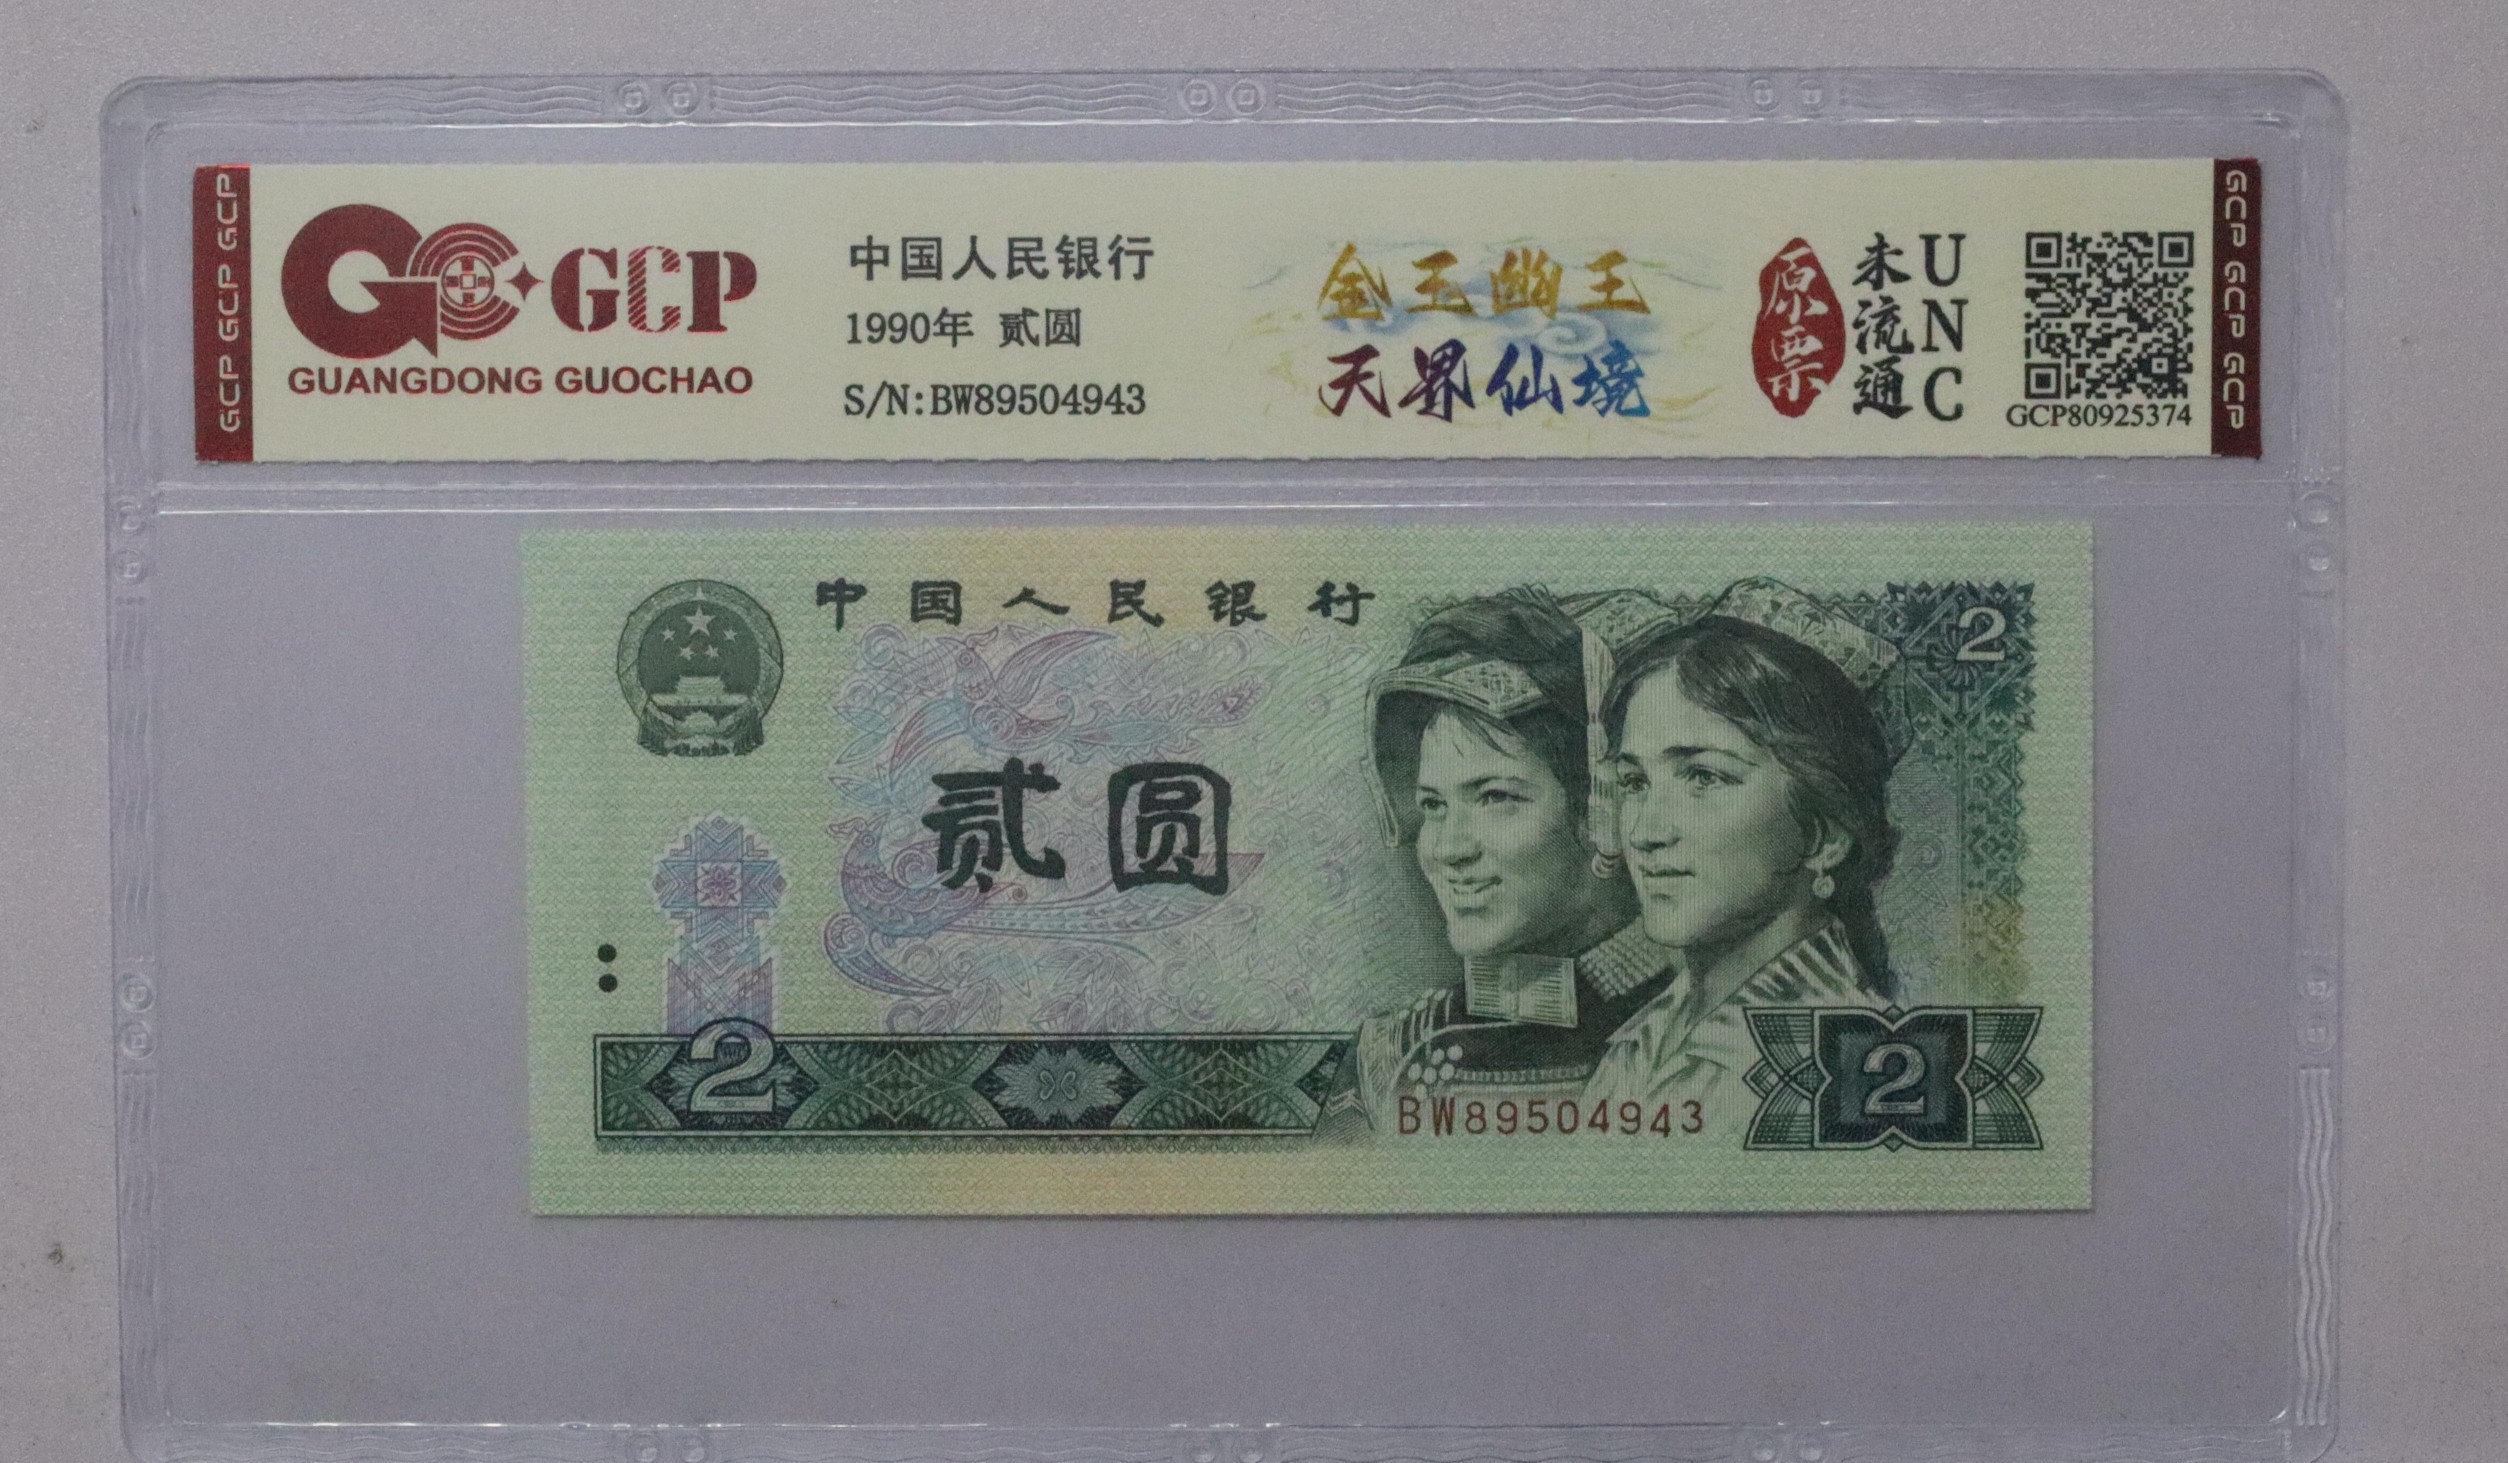 GCP GCP GCP
GCP
GUANGDONG GUOCHAO
中国人民银行
1990年 贰圆
S/N:BW89504943
金玉幽王
天界仙境
原票
未流通
UNC
GCP80925374
GCP GCP GCP
中国人民银行
2
贰圆
2
BW89504943
2